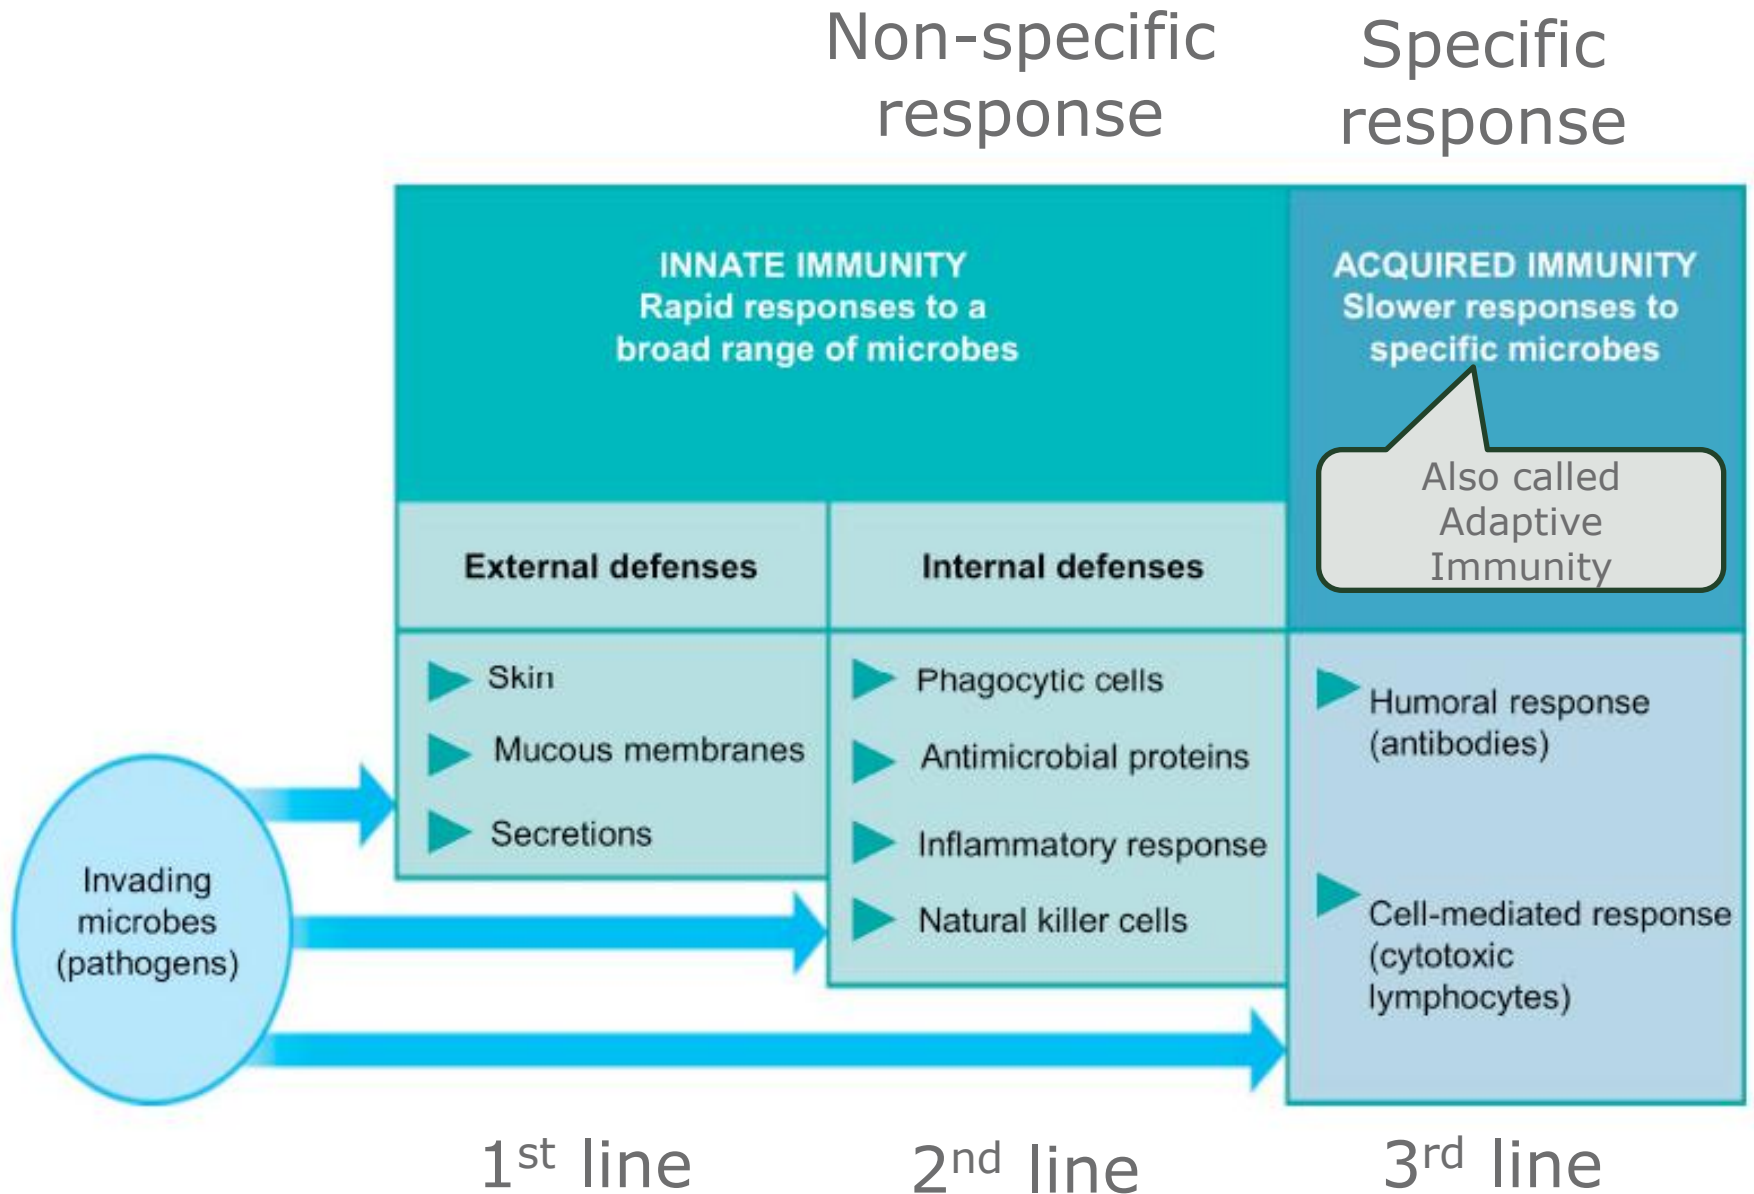 Non-specific
response
Specific
response
INNATE IMMUNITY
Rapid responses to a
broad range of microbes
ACQUIRED IMMUNITY
Slower responses to
specific microbes
Also called
Adaptive
Immunity
External defenses
Internal defenses
Skin
Mucous membranes
Secretions
Phagocytic cells
Antimicrobial proteins
Inflammatory response
Natural killer cells
Humoral response
(antibodies)
Cell-mediated response
(cytotoxic
lymphocytes)
Invading
microbes
(pathogens)
1st line
2nd line
3rd line